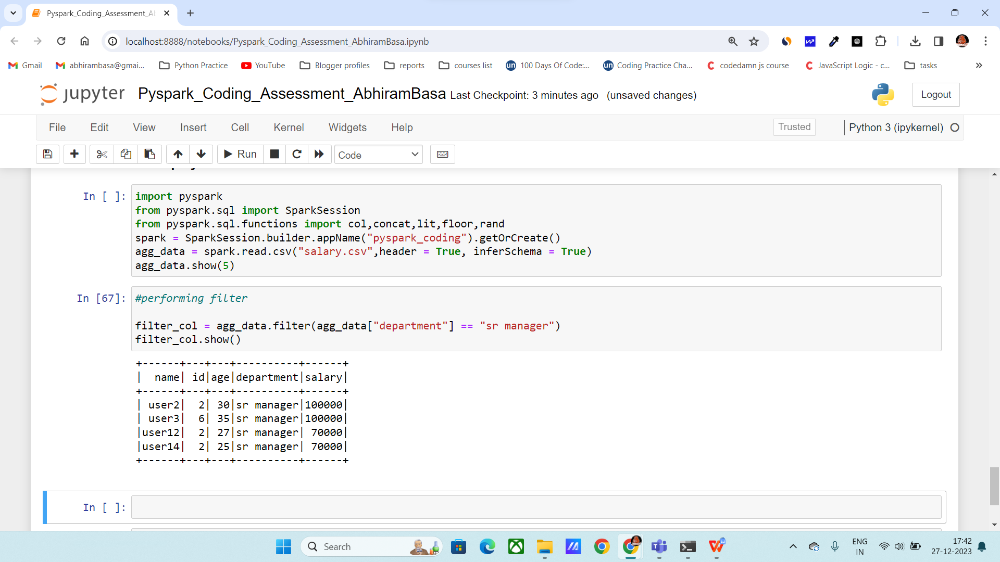 Pyspark_Coding_Assessment_Al
localhost:8888/notebooks/Pyspark_Coding_Assessment_AbhiramBasa.ipynb
Gmail abhirambasa@gmai... Python Practice YouTube Blogger profiles reports courses list un 100 Days Of Code:... un Coding Practice Cha... codedamn js course JavaScript Logic - c... tasks
jupyter Pyspark_Coding_Assessment_AbhiramBasa Last Checkpoint: 3 minutes ago (unsaved changes) Logout
File Edit View Insert Cell Kernel Widgets Help Trusted Python 3 (ipykernel)
Run Code
In [ ]: import pyspark
from pyspark.sql import SparkSession
from pyspark.sql.functions import col,concat,lit,floor,rand
spark = SparkSession.builder.appName("pyspark_coding").getOrCreate()
agg_data = spark.read.csv("salary.csv",header = True, inferSchema = True)
agg_data.show(5)
In [67]: #performing filter
filter_col = agg_data.filter(agg_data["department"] == "sr manager")
filter_col.show()
+------+---+---+----------+------+
|  name| id|age|department|salary|
+------+---+---+----------+------+
| user2|  2| 30|sr manager|100000|
| user3|  6| 35|sr manager|100000|
|user12|  2| 27|sr manager| 70000|
|user14|  2| 25|sr manager| 70000|
+------+---+---+----------+------+
In [ ]:
Search ENG 17:42
IN 27-12-2023